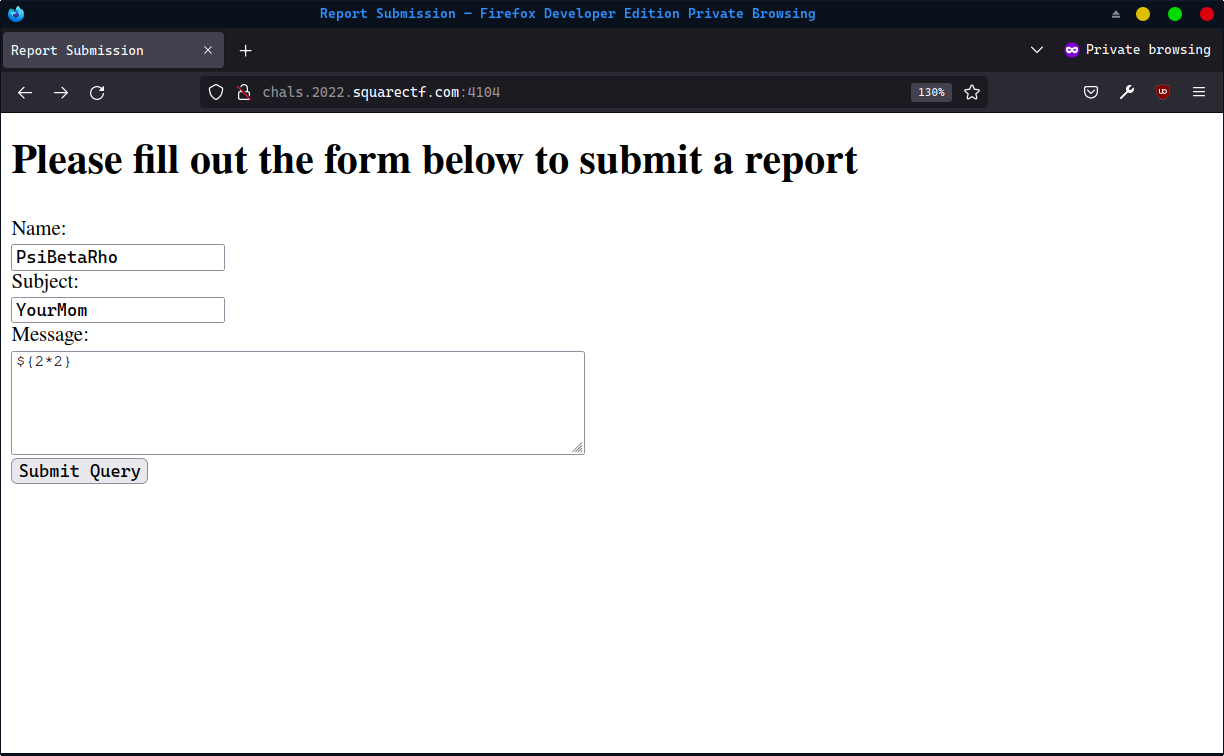 Report Submission — Firefox Developer Edition Private Browsing
Report Submission
Private browsing
chals.2022.squarectf.com:4104
130%
Please fill out the form below to submit a report
Name:
PsiBetaRho
Subject:
YourMom
Message:
${2*2}
Submit Query